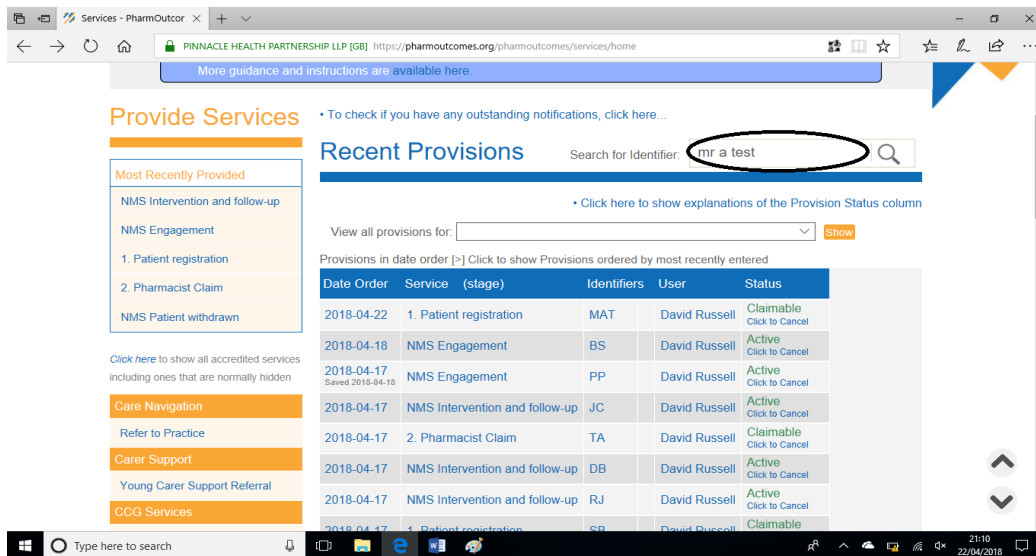 Services - PharmOutcor
PINNACLE HEALTH PARTNERSHIP LLP [GB] https://pharmoutcomes.org/pharmoutcomes/services/home
More guidance and instructions are available here.
Provide Services
Most Recently Provided
NMS Intervention and follow-up
NMS Engagement
1. Patient registration
2. Pharmacist Claim
NMS Patient withdrawn
Click here to show all accredited services
including ones that are normally hidden
Care Navigation
Refer to Practice
Carer Support
Young Carer Support Referral
CCG Services
• To check if you have any outstanding notifications, click here...
Recent Provisions Search for Identifier: mr a test
• Click here to show explanations of the Provision Status column
View all provisions for: Show
Provisions in date order [>] Click to show Provisions ordered by most recently entered
Date Order Service (stage) Identifiers User Status
2018-04-22 1. Patient registration MAT David Russell Claimable
Click to Cancel
2018-04-18 NMS Engagement BS David Russell Active
Click to Cancel
2018-04-17 NMS Engagement PP David Russell Active
Saved 2018-04-18 Click to Cancel
2018-04-17 NMS Intervention and follow-up JC David Russell Active
Click to Cancel
2018-04-17 2. Pharmacist Claim TA David Russell Claimable
Click to Cancel
2018-04-17 NMS Intervention and follow-up DB David Russell Active
Click to Cancel
2018-04-17 NMS Intervention and follow-up RJ David Russell Active
Click to Cancel
2018-04-17 1. Patient registration SB David Russell Claimable
Type here to search
21:10
22/04/2018